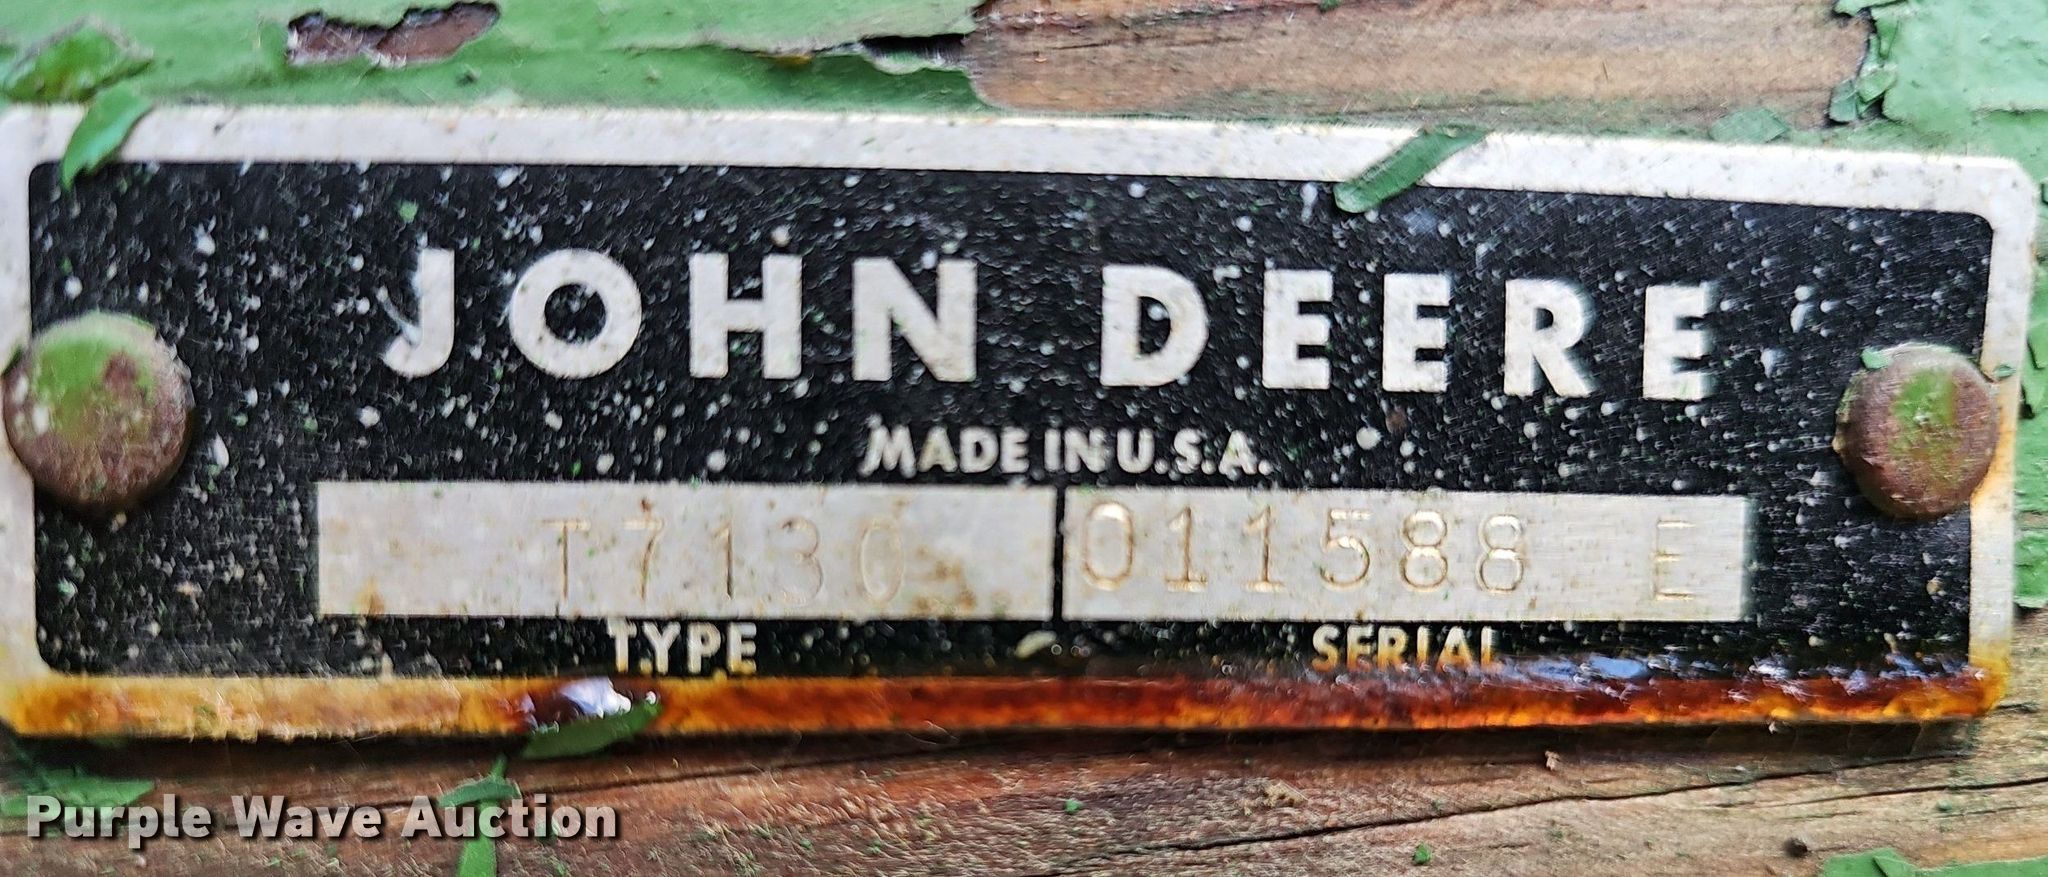 JOHN DEERE
MADE IN U.S.A.
T7130 011588 E
TYPE SERIAL
Purple Wave Auction